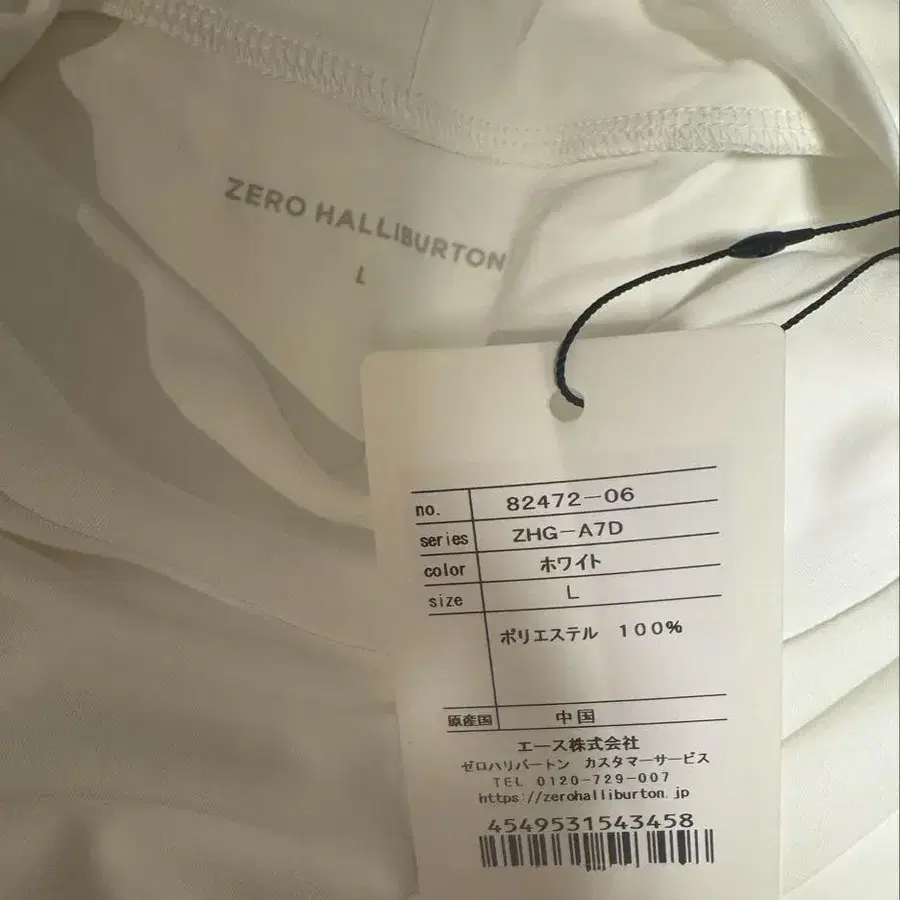 ZERO HALLIBURTON
L
no. 82472-06
series ZHG-A7D
color ホワイト
size L
ポリエステル 100%
原産国 中国
エース株式会社
ゼロハリバートン カスタマーサービス
TEL 0120-729-007
https://zerohalliburton.jp
4549531543458